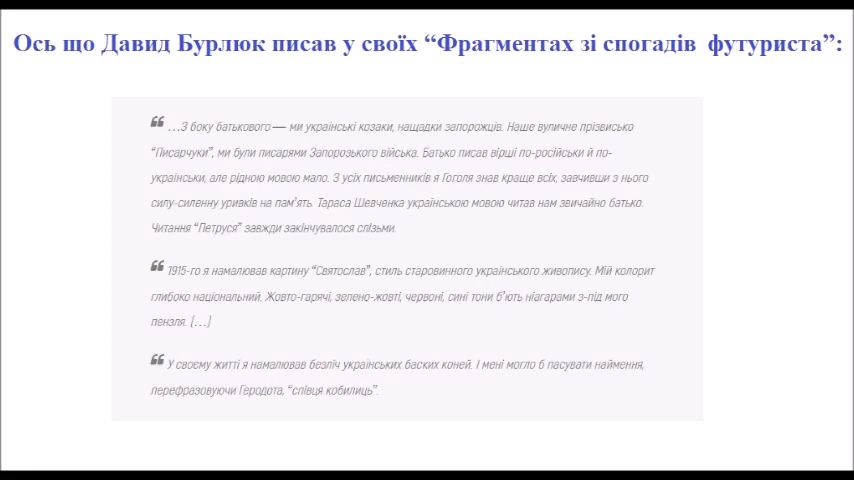 Ось що Давид Бурлюк писав у своїх “Фрагментах зі спогадів футуриста”:
“ …З боку батькового — ми українські козаки, нащадки запорожців. Наше вуличне прізвисько
“Писарчуки”, ми були писарями Запорозького війська. Батько писав вірші по-російськи й по-
українськи, але рідною мовою мало. З усіх письменників я Гоголя знав краще всіх, завчивши з нього
силу-силенну уривків на пам’ять. Тараса Шевченка українською мовою читав нам звичайно батько.
Читання “Петруся” завжди закінчувалося слізьми.
“ 1915-го я намалював картину “Святослав”, стиль старовинного українського живопису. Мій колорит
глибоко національний. Жовто-гарячі, зелено-жовті, червоні, сині тони б’ють ніагарами з-під мого
пензля. (…)
“ У своєму житті я намалював безліч українських баских коней. І мені могло б пасувати наймення,
перефразовуючи Геродота, “співця кобилиць”.